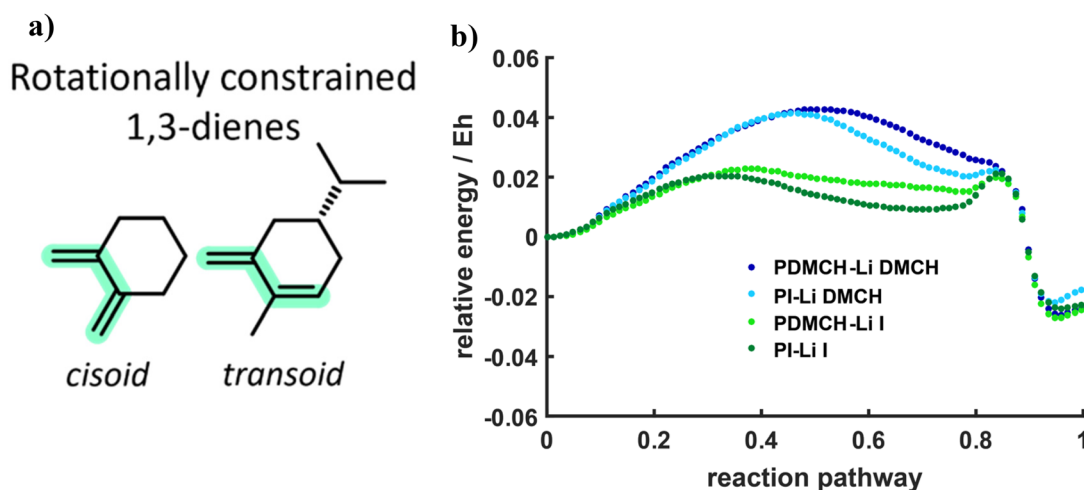 a)
Rotationally constrained
1,3-dienes
cisoid
transoid
b)
relative energy / Eh
0.06
0.04
0.02
0
-0.02
-0.04
-0.06
PDMCH-Li DMCH
PI-Li DMCH
PDMCH-Li I
PI-Li I
0
0.2
0.4
0.6
0.8
1
reaction pathway